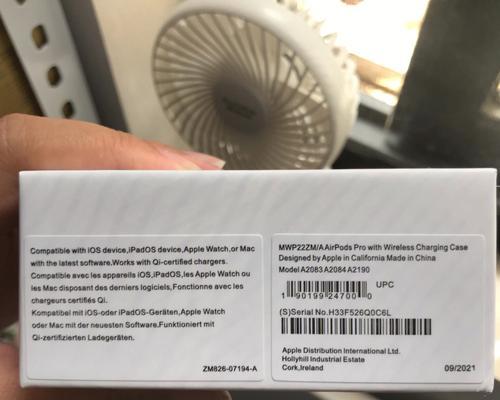 Compatible with iOS device,iPadOS device,Apple Watch,or Mac
with the latest software.Works with Qi-certified chargers.
Compatible avec les appareils iOS,iPadOS,les Apple Watch ou
les Mac disposant des derniers logiciels,Fonctionne avec les
chargeurs certifiés Qi.
Kompatibel mit iOS-oder iPadOS-Geräten,Apple Watch
oder Mac mit der neuesten Software.Funktioniert mit
Qi-zertifizierten Ladegeräten.
ZM826-07194-A
MWP22ZM/AAirPods Pro with Wireless Charging Case
Designed by Apple in California Made in China
Model A2083 A2084 A2190
UPC
1 90199 24700 0
(S)Serial No.H33F526Q0C6L
Apple Distribution International Ltd.
Hollyhill Industrial Estate
Cork,Ireland
09/2021